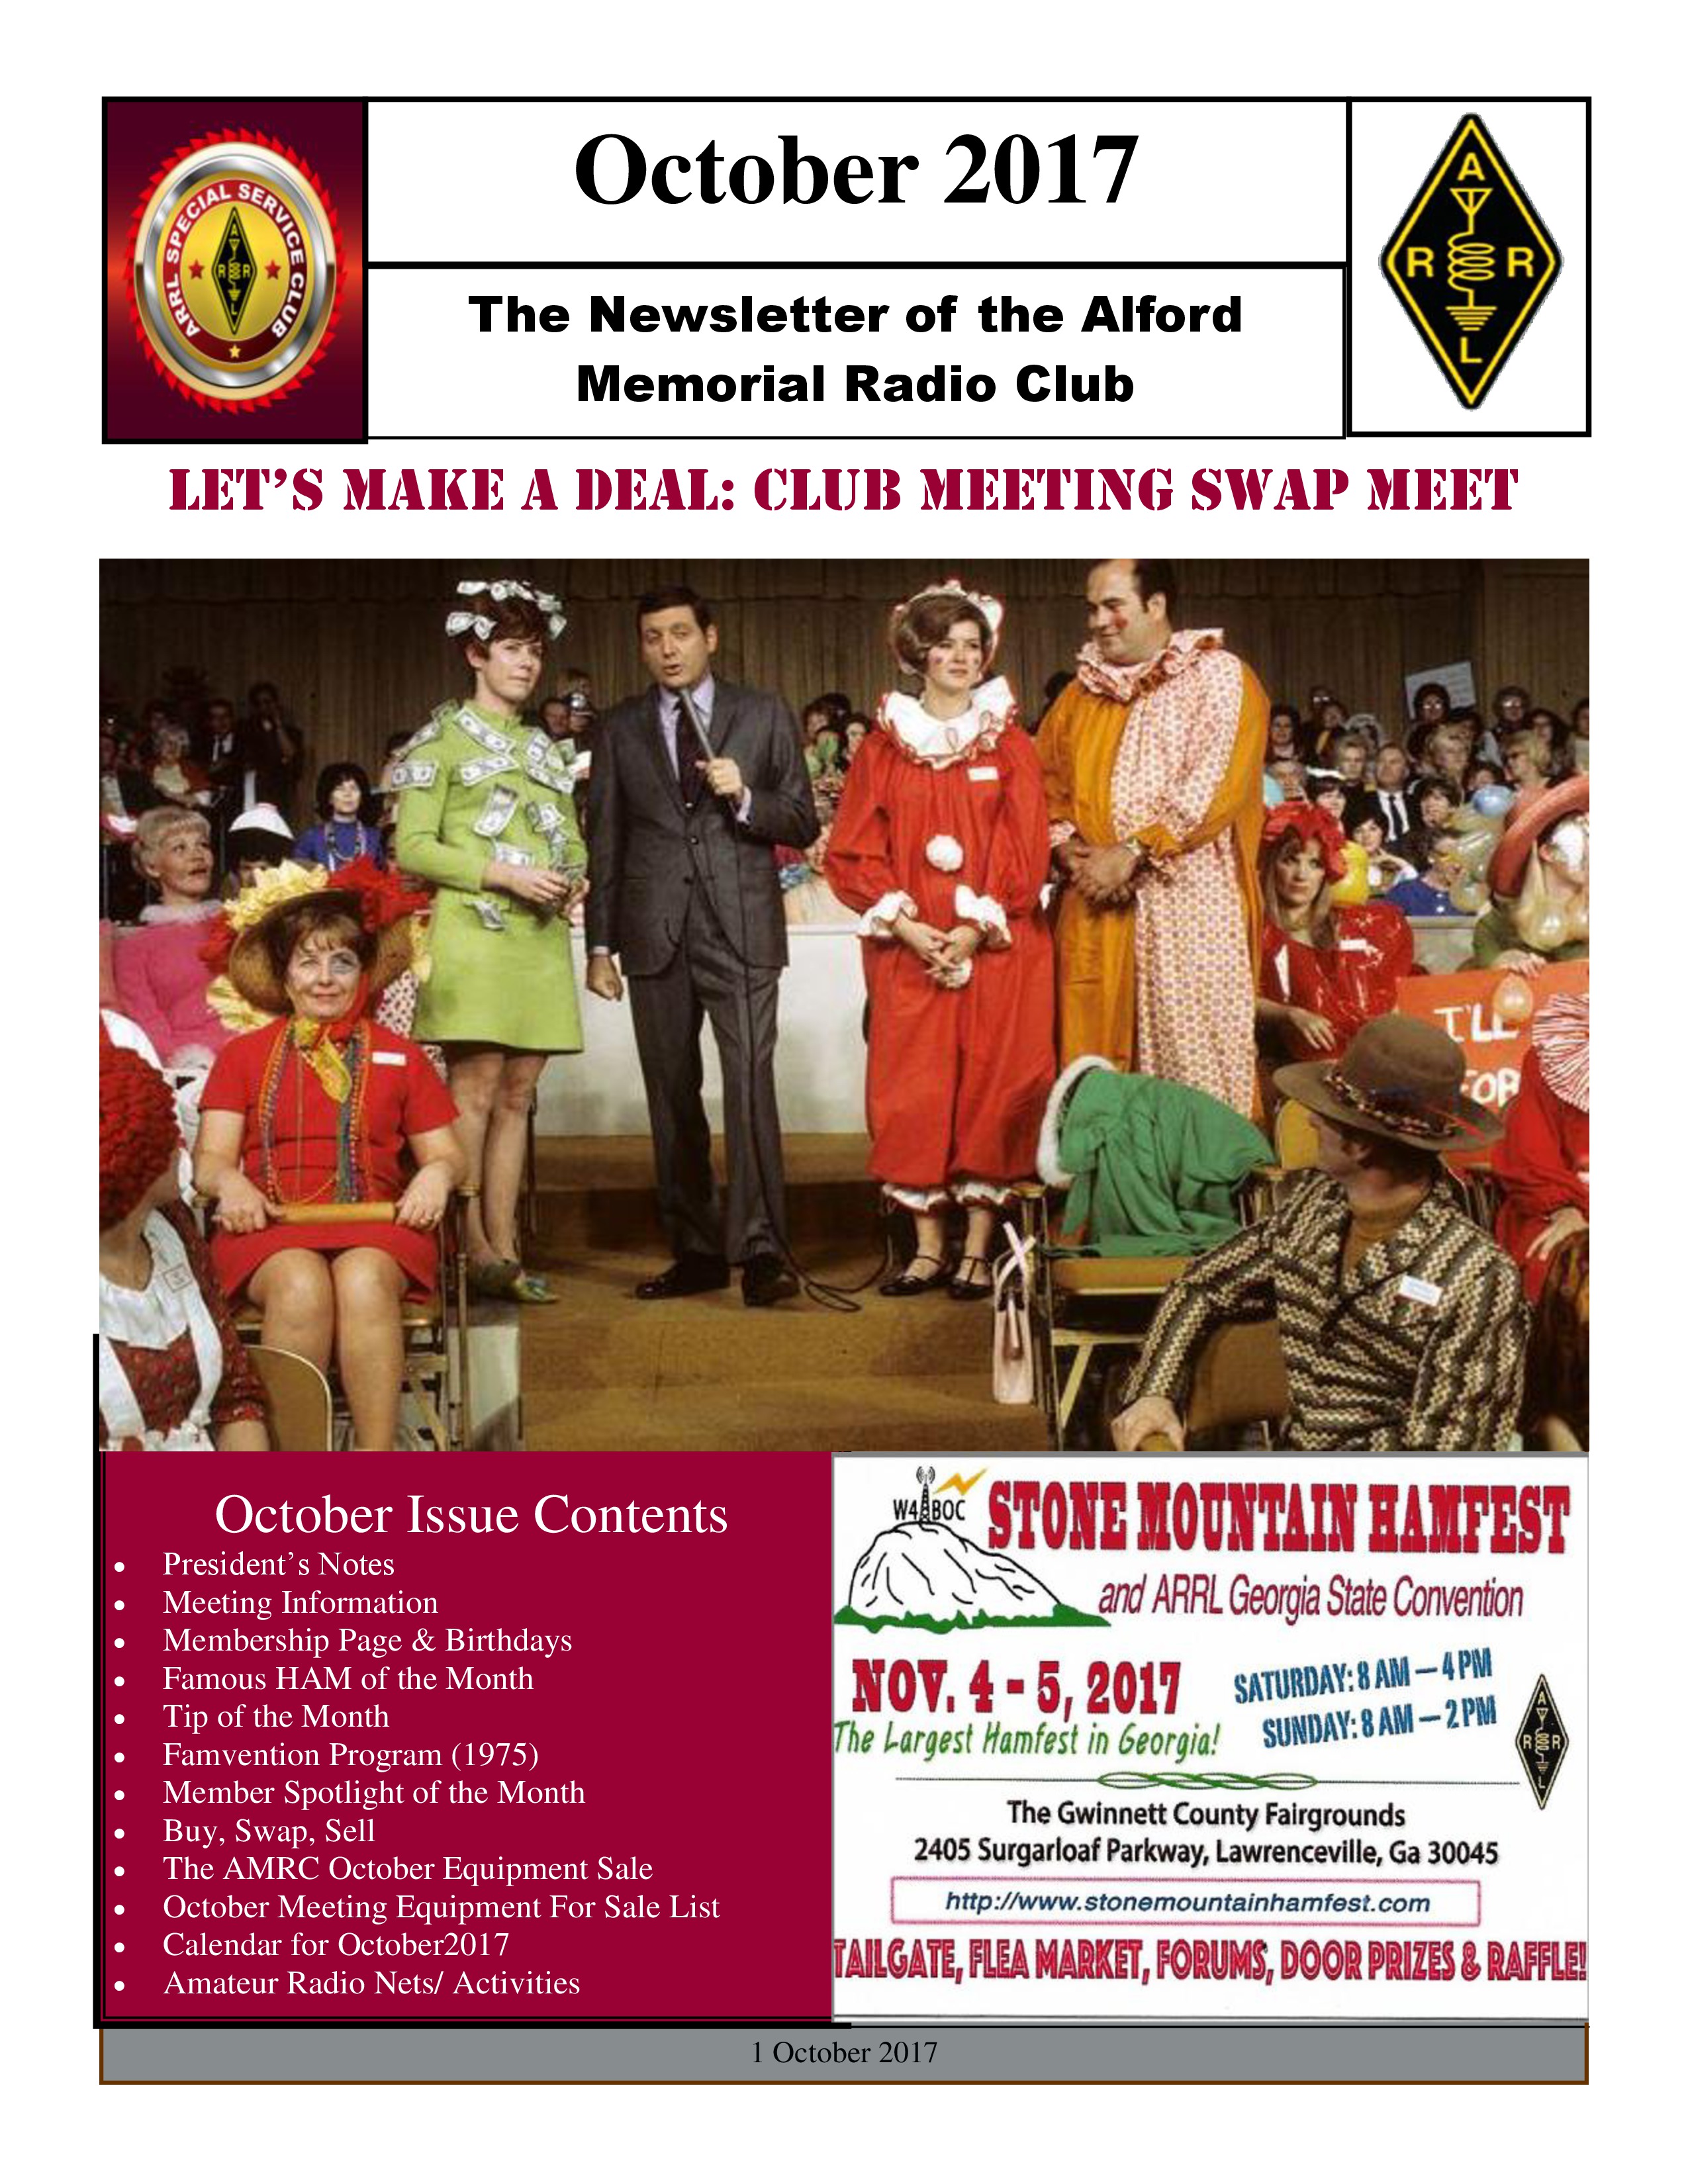 ARRL SPECIAL SERVICE CLUB
A
R R
L
October 2017
The Newsletter of the Alford
Memorial Radio Club
A
R R
L
LET’S MAKE A DEAL: CLUB MEETING SWAP MEET
I'LL
FOR
October Issue Contents
• President’s Notes
• Meeting Information
• Membership Page & Birthdays
• Famous HAM of the Month
• Tip of the Month
• Famvention Program (1975)
• Member Spotlight of the Month
• Buy, Swap, Sell
• The AMRC October Equipment Sale
• October Meeting Equipment For Sale List
• Calendar for October2017
• Amateur Radio Nets/ Activities
W4BOC
STONE MOUNTAIN HAMFEST
and ARRL Georgia State Convention
NOV. 4 - 5, 2017
SATURDAY: 8 AM — 4 PM
SUNDAY: 8 AM — 2 PM
The Largest Hamfest in Georgia!
A
R R
L
The Gwinnett County Fairgrounds
2405 Surgarloaf Parkway, Lawrenceville, Ga 30045
http://www.stonemountainhamfest.com
TAILGATE, FLEA MARKET, FORUMS, DOOR PRIZES & RAFFLE!
1 October 2017